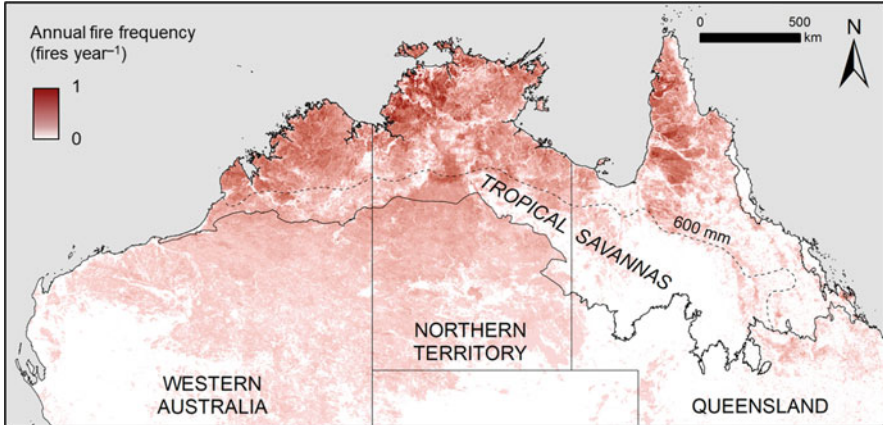 Annual fire frequency
(fires year⁻¹)
1
0
0
500
km
N
TROPICAL SAVANNAS
600 mm
NORTHERN
TERRITORY
WESTERN
AUSTRALIA
QUEENSLAND